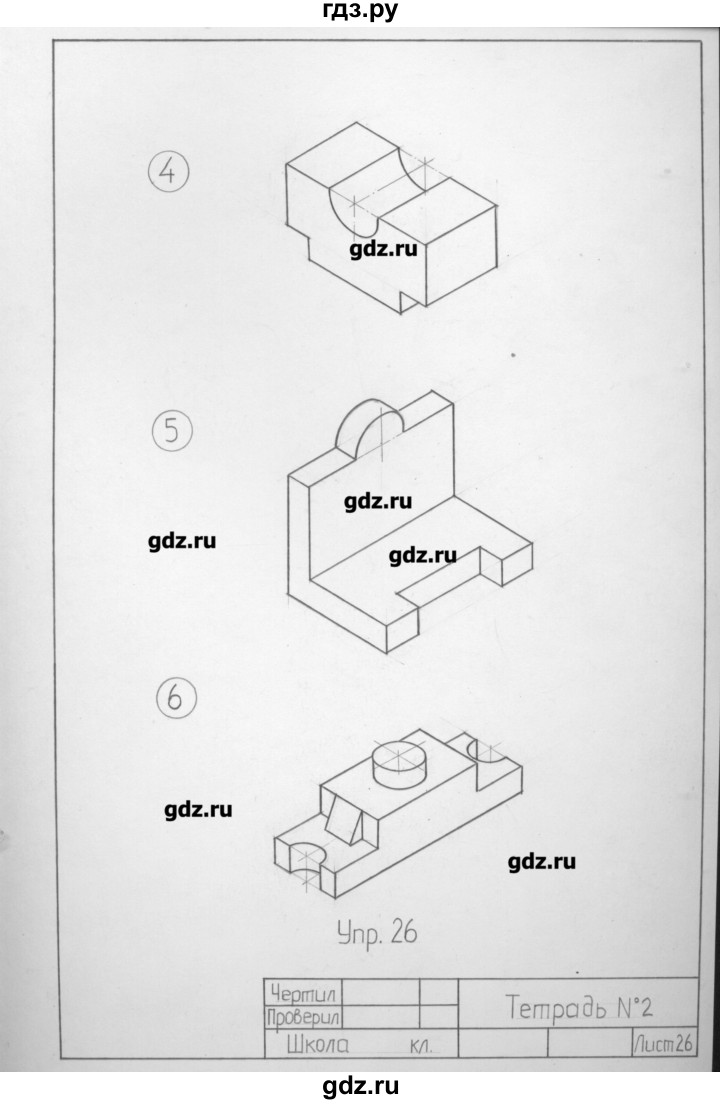 гдз.ру
4
gdz.ru
5
gdz.ru
gdz.ru
gdz.ru
6
gdz.ru
gdz.ru
Упр. 26
Чертил
Проверил
Тетрадь N°2
Школа кл.
Лист 26
gdz.ru